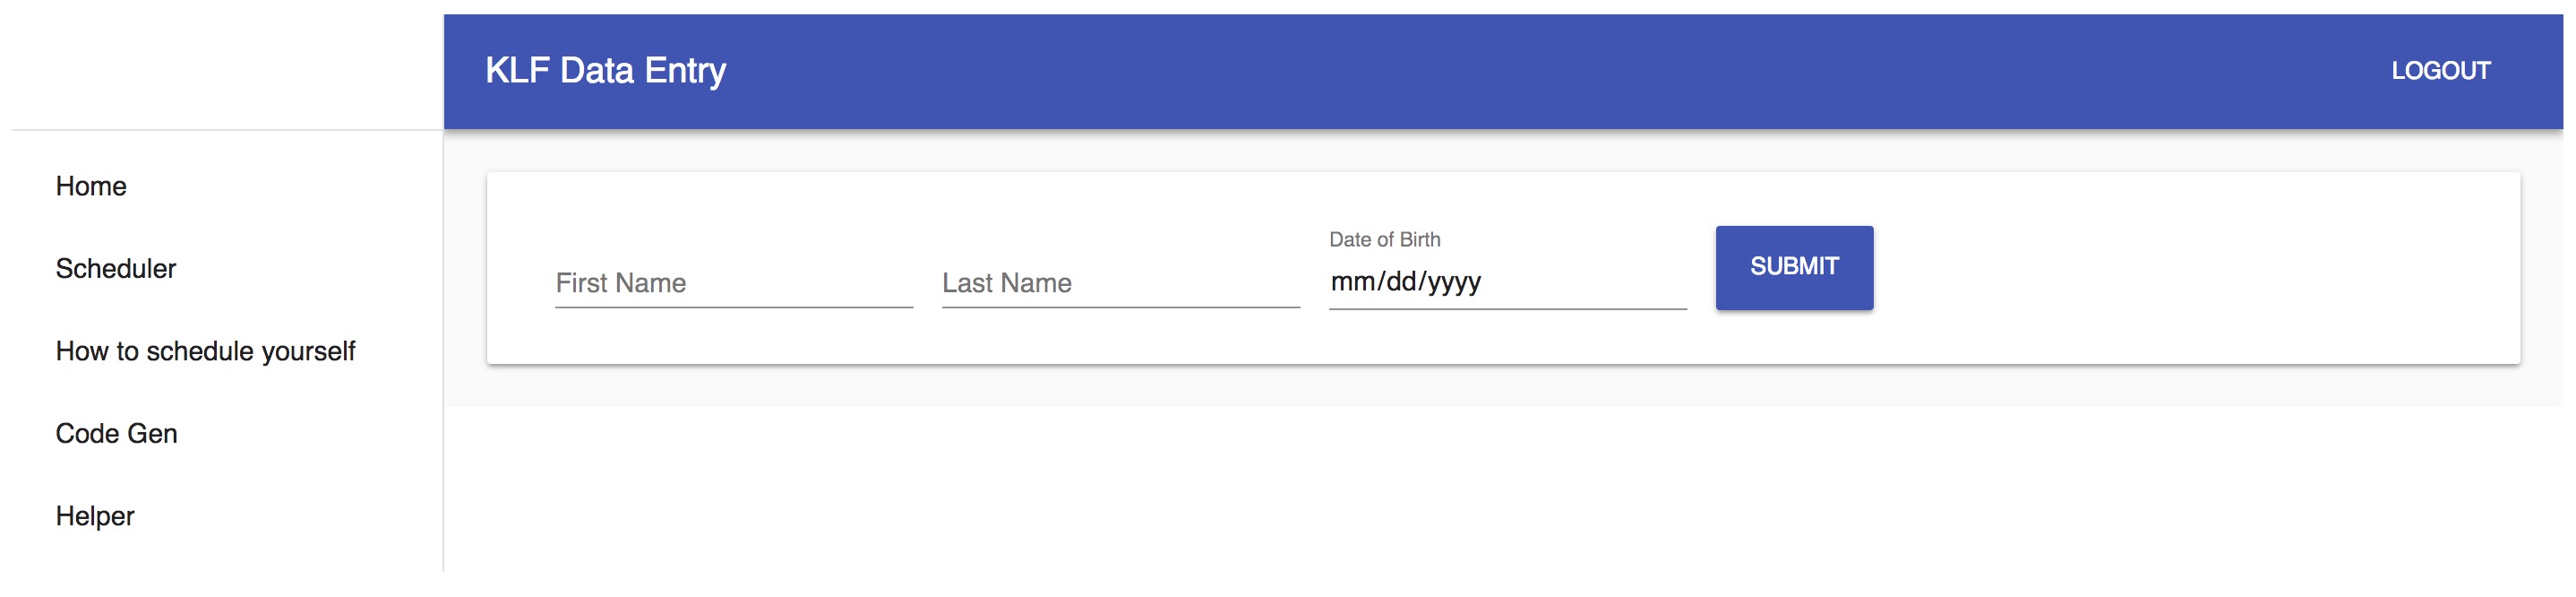 KLF Data Entry
LOGOUT
Home
Scheduler
How to schedule yourself
Code Gen
Helper
Date of Birth
First Name
Last Name
mm/dd/yyyy
SUBMIT